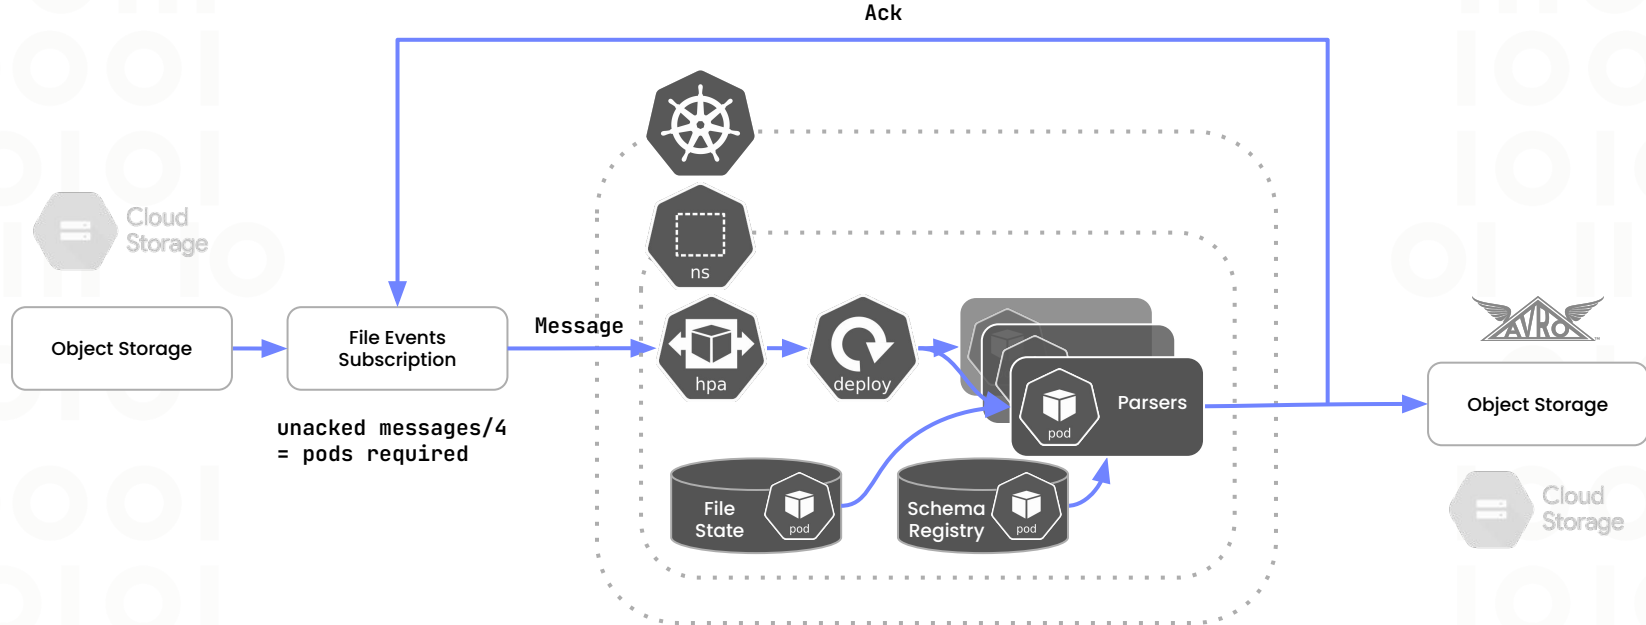 Ack
Cloud
Storage
ns
Object Storage
File Events
Subscription
Message
hpa
deploy
pod
Parsers
AVRO
Object Storage
unacked messages/4
= pods required
File
State
pod
Schema
Registry
pod
Cloud
Storage